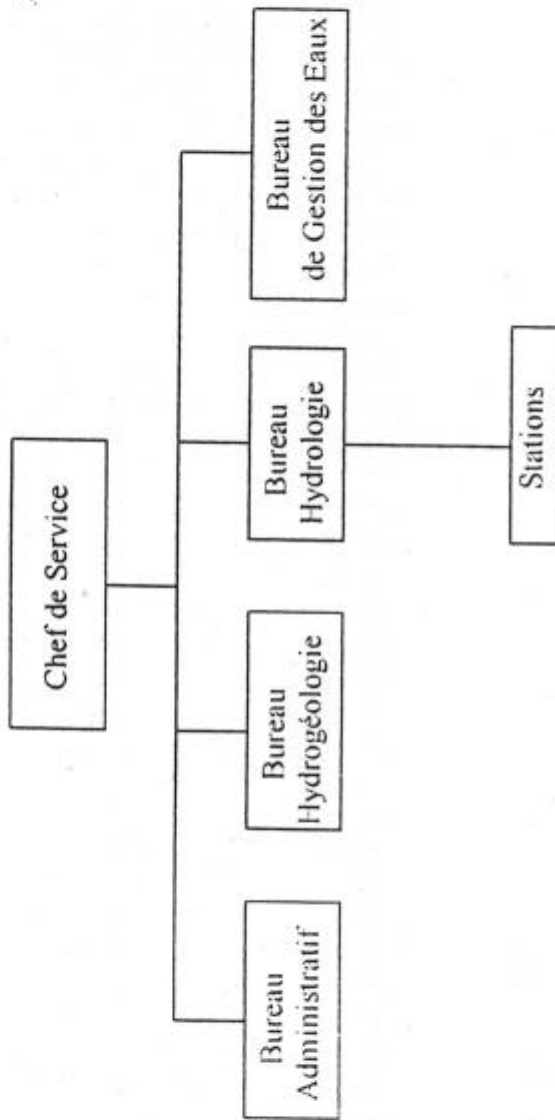 Chef de Service
Bureau
Administratif
Bureau
Hydrogéologie
Bureau
Hydrologie
Bureau
de Gestion des Eaux
Stations